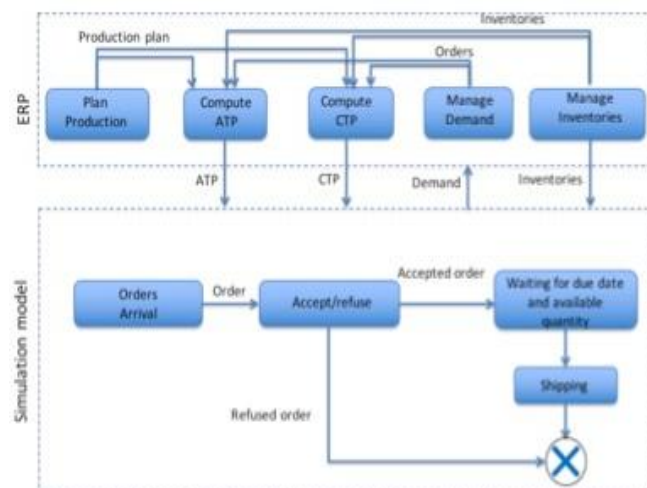 Inventories
Production plan
Orders
ERP
Plan
Production
Compute
ATP
Compute
CTP
Manage
Demand
Manage
Inventories
ATP
CTP
Demand
Inventories
Simulation model
Orders
Arrival
Order
Accept/refuse
Accepted order
Waiting for due date
and available
quantity
Shipping
Refused order